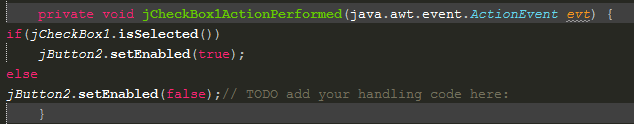 private void jCheckBox1ActionPerformed(java.awt.event.ActionEvent evt) {
if(jCheckBox1.isSelected())
jButton2.setEnabled(true);
else
jButton2.setEnabled(false);// TODO add your handling code here:
}